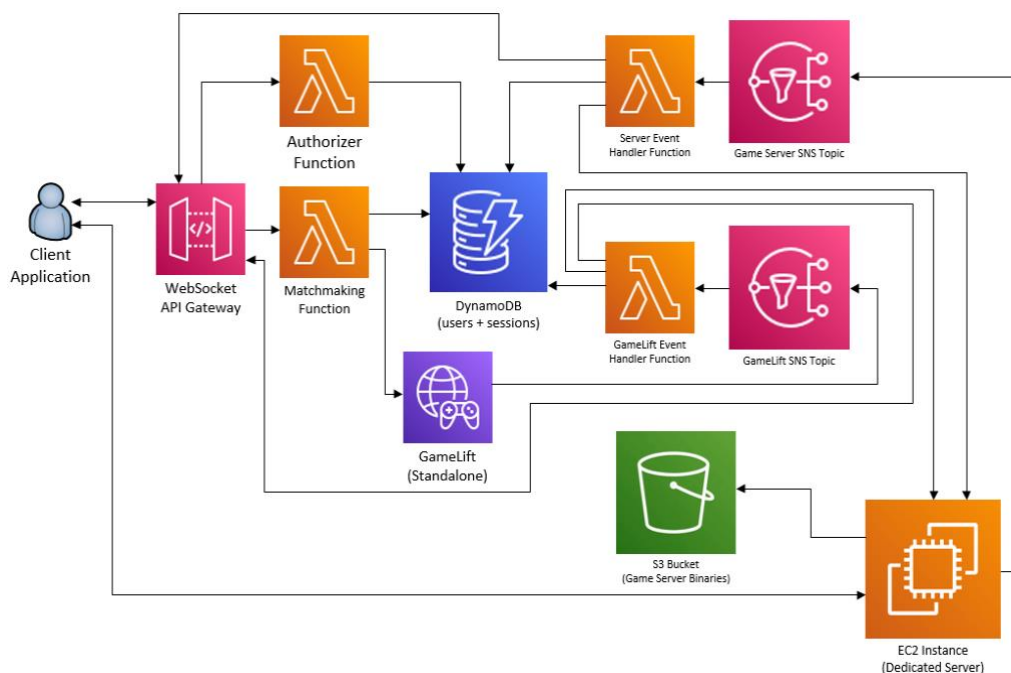 Authorizer
Function
Server Event
Handler Function
Game Server SNS Topic
Client
Application
</>
WebSocket
API Gateway
Matchmaking
Function
DynamoDB
(users + sessions)
GameLift Event
Handler Function
GameLift SNS Topic
GameLift
(Standalone)
S3 Bucket
(Game Server Binaries)
EC2 Instance
(Dedicated Server)